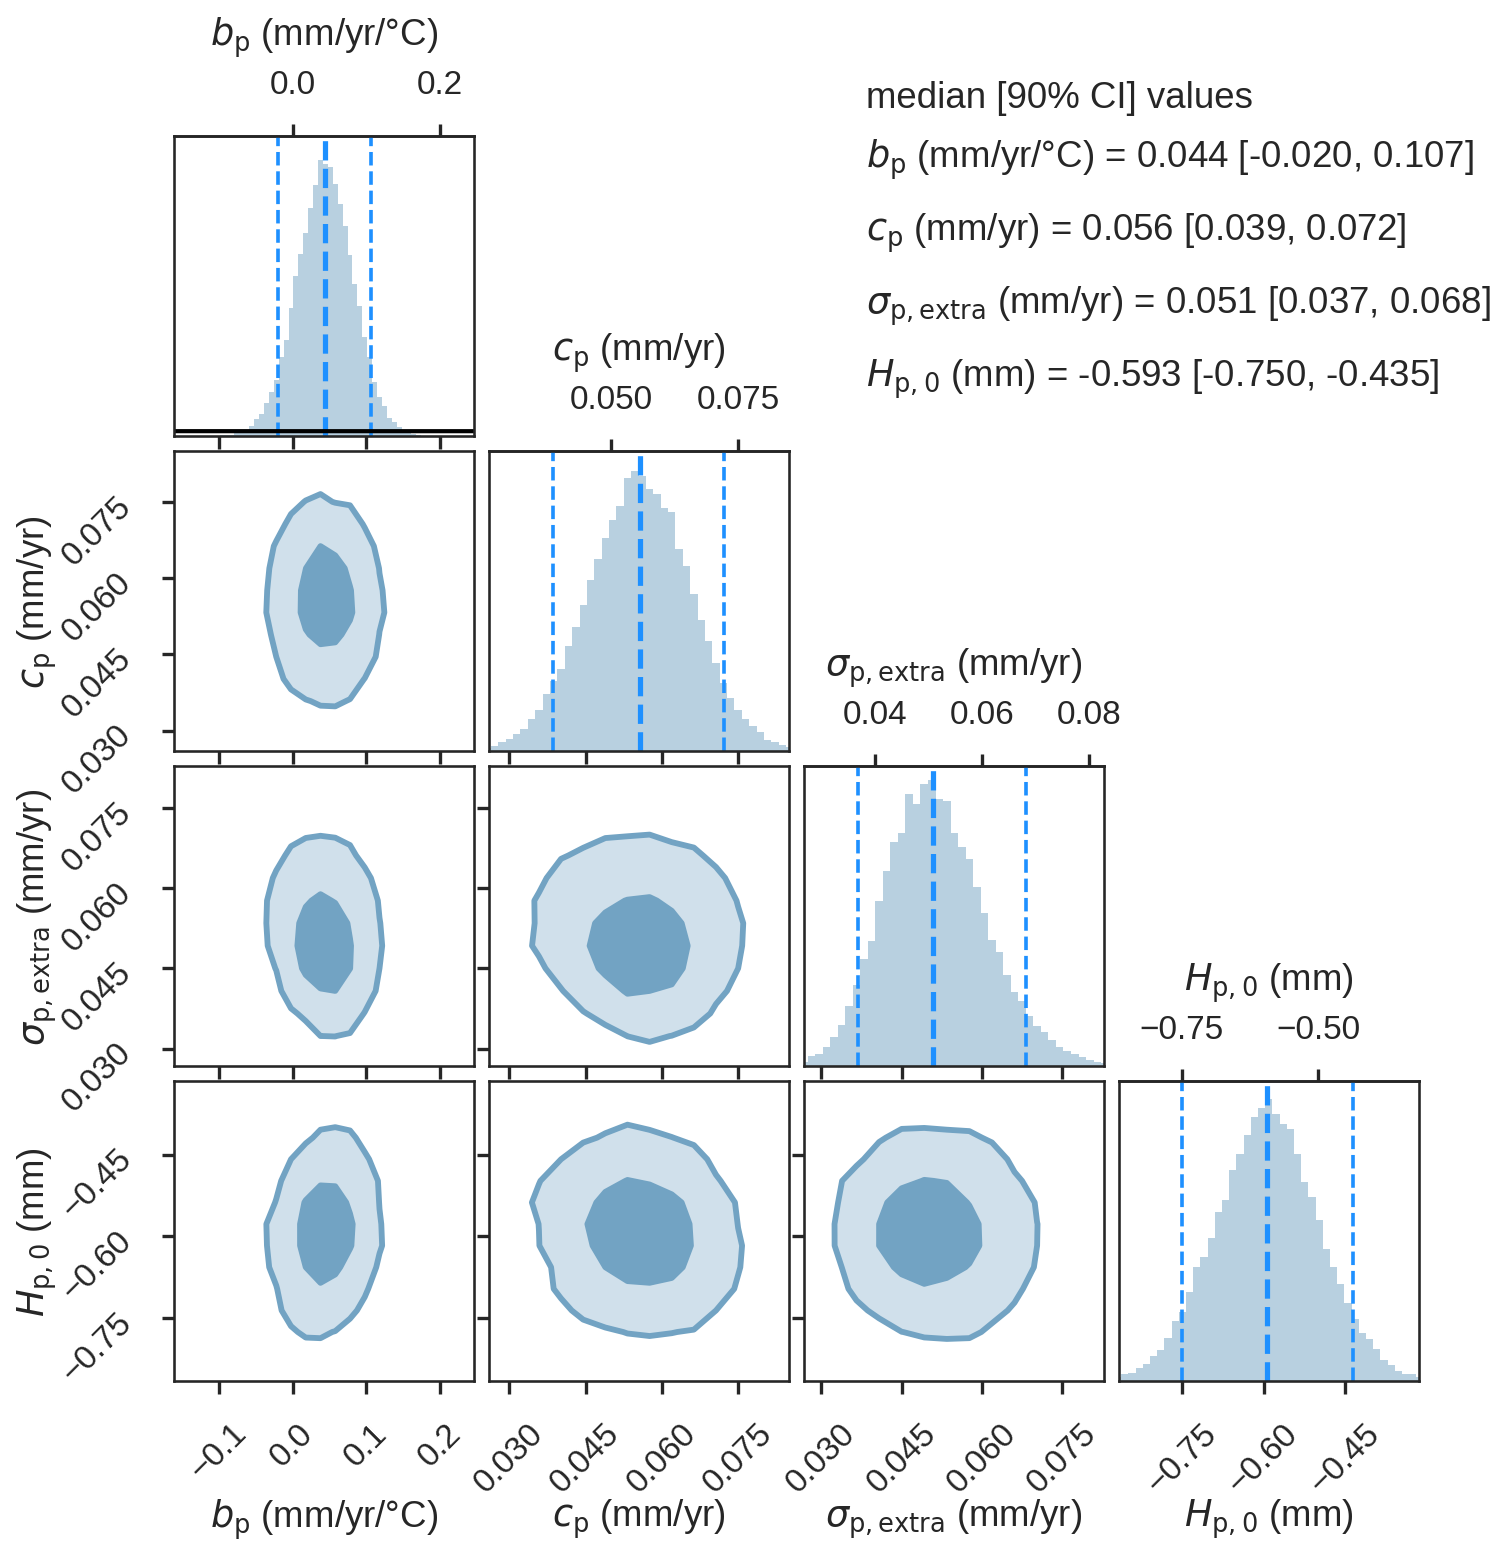 b_p (mm/yr/°C)
0.0 0.2
median [90% CI] values
b_p (mm/yr/°C) = 0.044 [-0.020, 0.107]
c_p (mm/yr) = 0.056 [0.039, 0.072]
σ_p, extra (mm/yr) = 0.051 [0.037, 0.068]
H_p, 0 (mm) = -0.593 [-0.750, -0.435]
c_p (mm/yr)
0.050 0.075
c_p (mm/yr)
0.075
0.060
0.045
0.030
σ_p, extra (mm/yr)
0.04 0.06 0.08
σ_p, extra (mm/yr)
0.075
0.060
0.045
0.030
H_p, 0 (mm)
−0.75 −0.50
H_p, 0 (mm)
−0.45
−0.60
−0.75
−0.1 0.0 0.1 0.2
0.030 0.045 0.060 0.075
0.030 0.045 0.060 0.075
−0.75 −0.60 −0.45
b_p (mm/yr/°C)
c_p (mm/yr)
σ_p, extra (mm/yr)
H_p, 0 (mm)